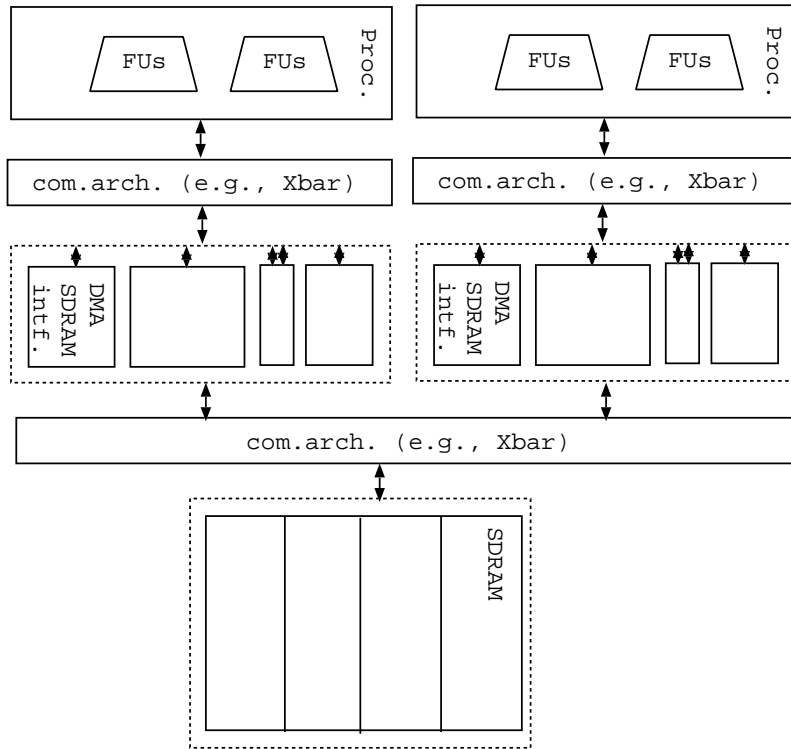 FUs
FUs
Proc.
FUs
FUs
Proc.
com.arch. (e.g., Xbar)
com.arch. (e.g., Xbar)
DMA
SDRAM
intf.
DMA
SDRAM
intf.
com.arch. (e.g., Xbar)
SDRAM